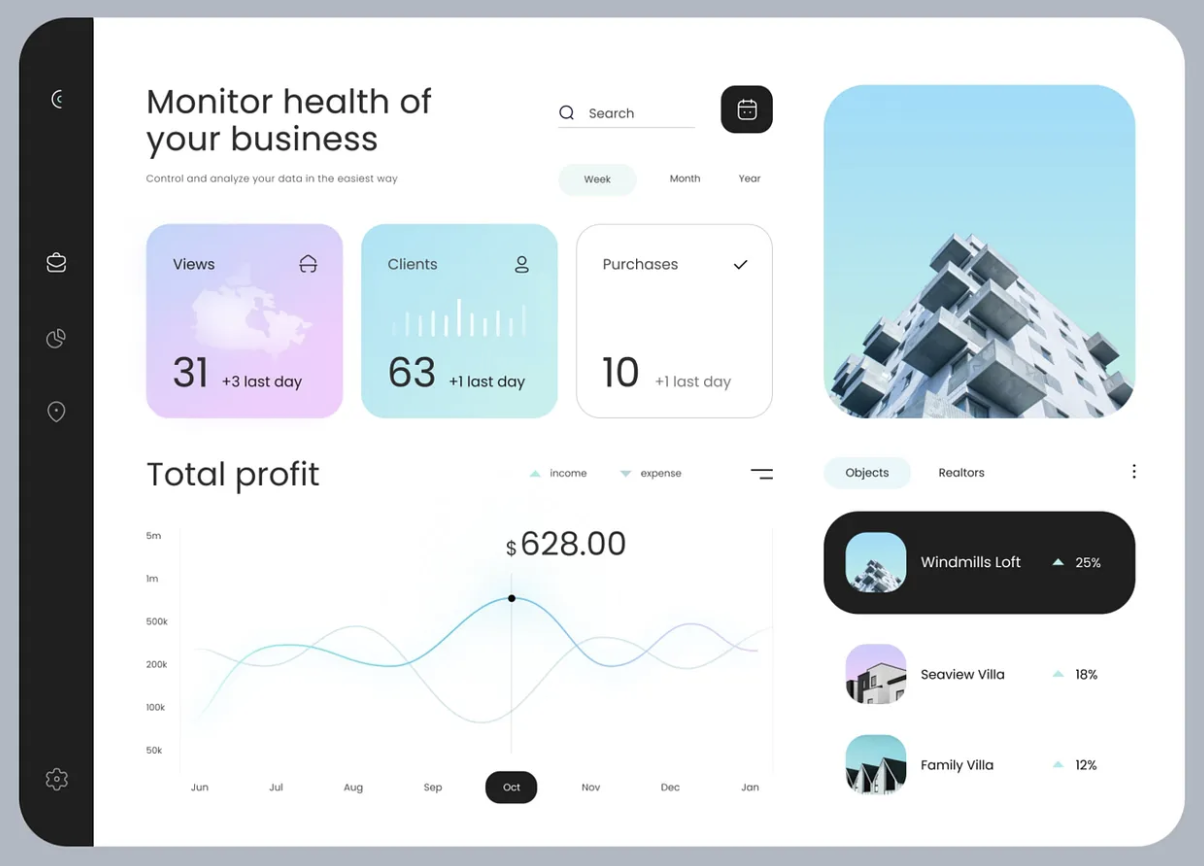 Monitor health of
your business
Control and analyze your data in the easiest way
Search
Week Month Year
Views
31 +3 last day
Clients
63 +1 last day
Purchases
10 +1 last day
Total profit
income expense
$628.00
5m
1m
500k
200k
100k
50k
Jun Jul Aug Sep Oct Nov Dec Jan
Objects Realtors
Windmills Loft 25%
Seaview Villa 18%
Family Villa 12%